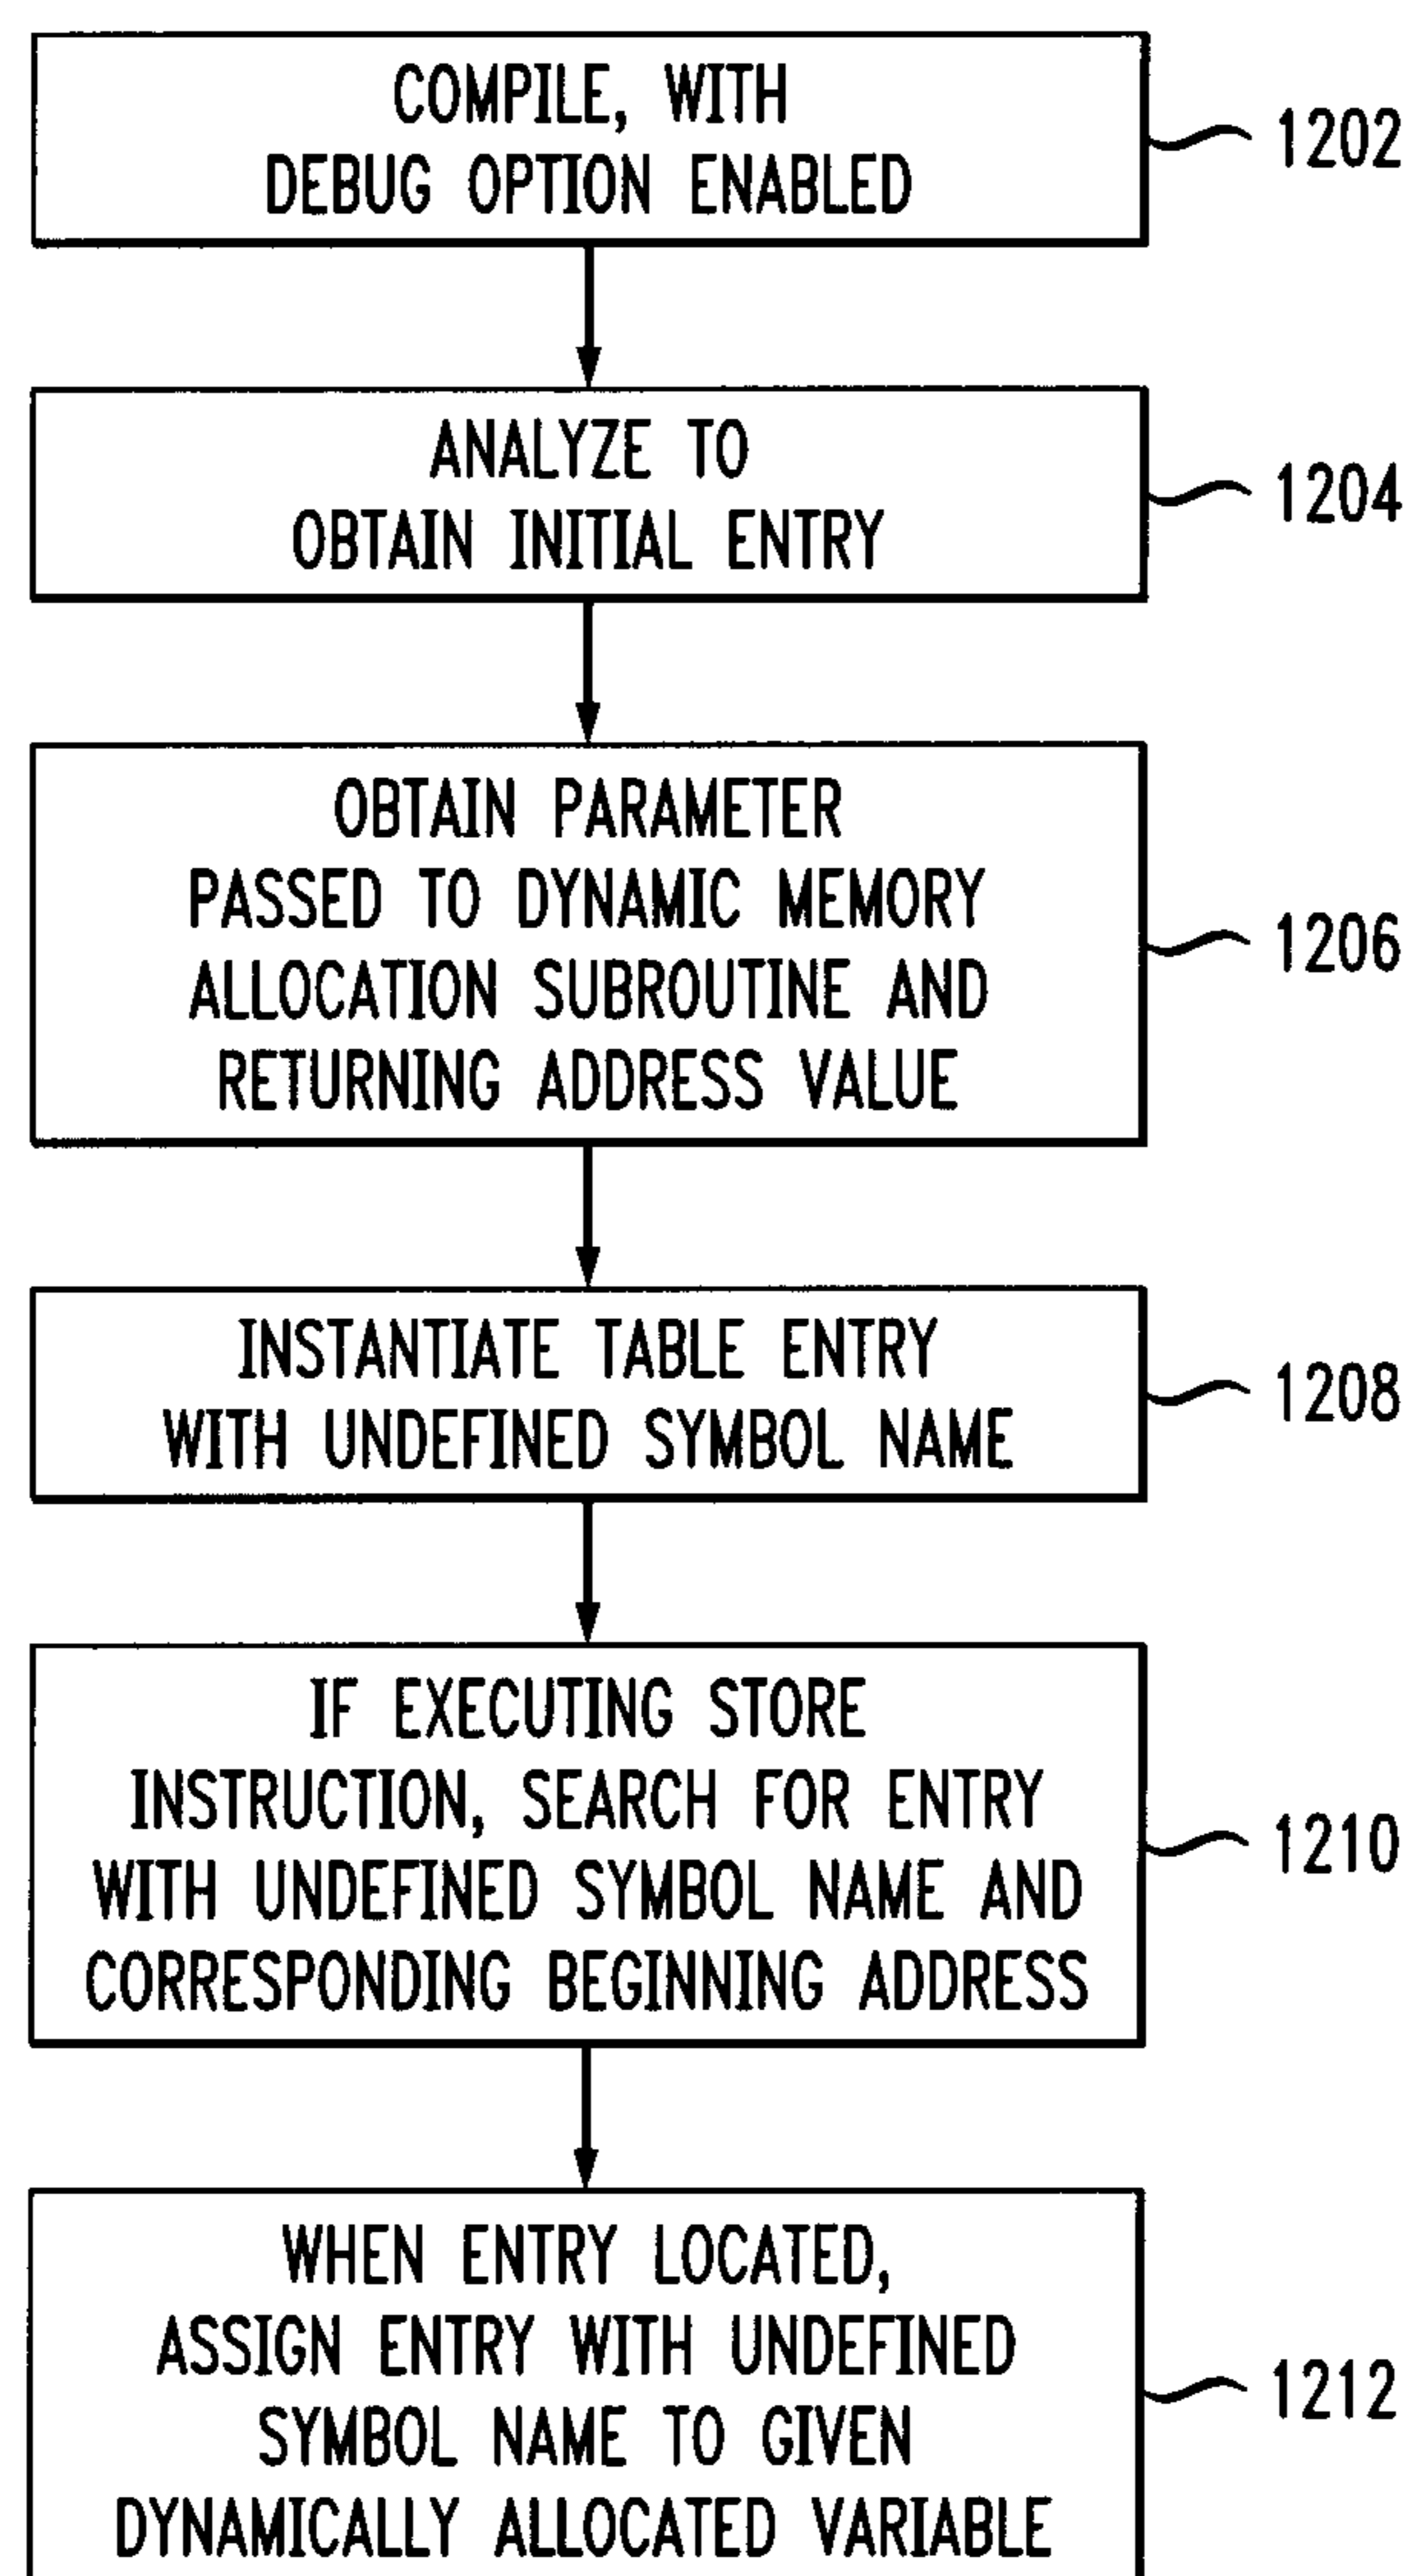 COMPILE, WITH
DEBUG OPTION ENABLED
1202
ANALYZE TO
OBTAIN INITIAL ENTRY
1204
OBTAIN PARAMETER
PASSED TO DYNAMIC MEMORY
ALLOCATION SUBROUTINE AND
RETURNING ADDRESS VALUE
1206
INSTANTIATE TABLE ENTRY
WITH UNDEFINED SYMBOL NAME
1208
IF EXECUTING STORE
INSTRUCTION, SEARCH FOR ENTRY
WITH UNDEFINED SYMBOL NAME AND
CORRESPONDING BEGINNING ADDRESS
1210
WHEN ENTRY LOCATED,
ASSIGN ENTRY WITH UNDEFINED
SYMBOL NAME TO GIVEN
DYNAMICALLY ALLOCATED VARIABLE
1212